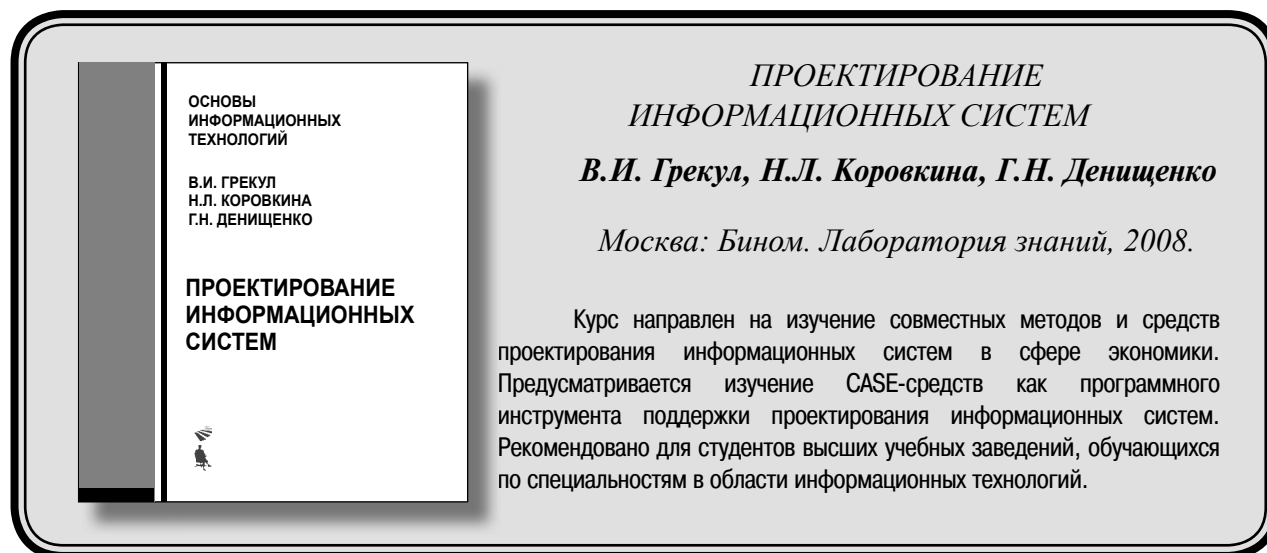 ОСНОВЫ
ИНФОРМАЦИОННЫХ
ТЕХНОЛОГИЙ
В.И. ГРЕКУЛ
Н.Л. КОРОВКИНА
Г.Н. ДЕНИЩЕНКО
ПРОЕКТИРОВАНИЕ
ИНФОРМАЦИОННЫХ
СИСТЕМ
ПРОЕКТИРОВАНИЕ
ИНФОРМАЦИОННЫХ СИСТЕМ
В.И. Грекул, Н.Л. Коровкина, Г.Н. Денищенко
Москва: Бином. Лаборатория знаний, 2008.
Курс направлен на изучение совместных методов и средств
проектирования информационных систем в сфере экономики.
Предусматривается изучение CASE-средств как программного
инструмента поддержки проектирования информационных систем.
Рекомендовано для студентов высших учебных заведений, обучающихся
по специальностям в области информационных технологий.